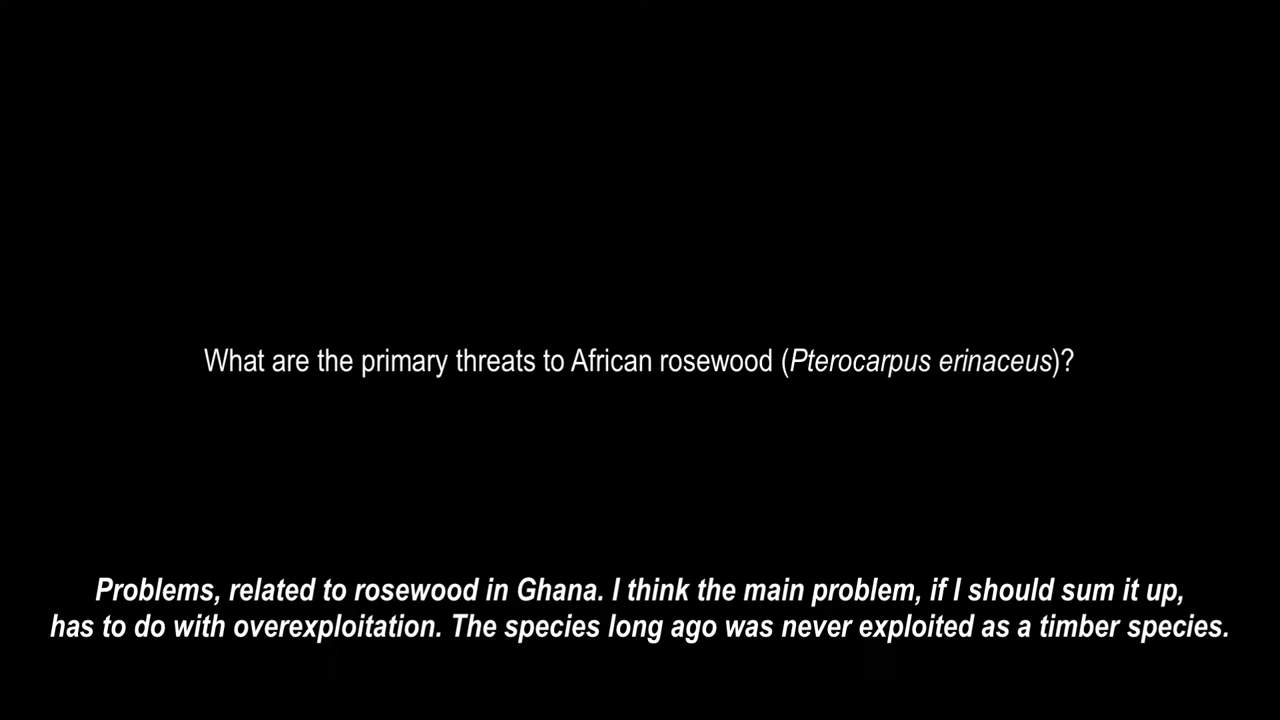 What are the primary threats to African rosewood (Pterocarpus erinaceus)?
Problems, related to rosewood in Ghana. I think the main problem, if I should sum it up,
has to do with overexploitation. The species long ago was never exploited as a timber species.